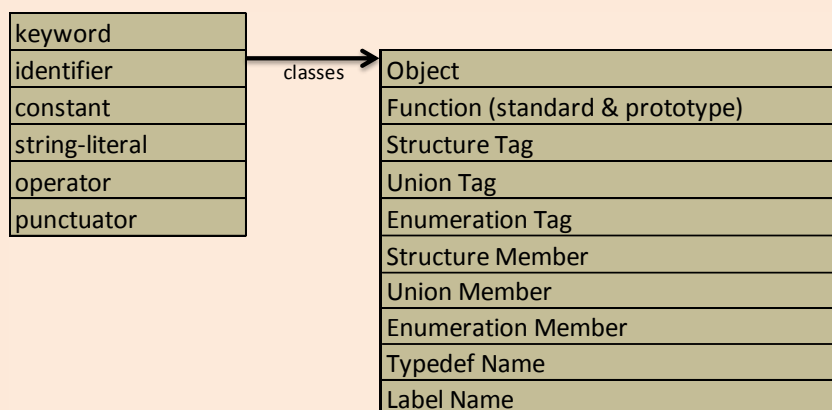 keyword
identifier
constant
string-literal
operator
punctuator
classes
Object
Function (standard & prototype)
Structure Tag
Union Tag
Enumeration Tag
Structure Member
Union Member
Enumeration Member
Typedef Name
Label Name